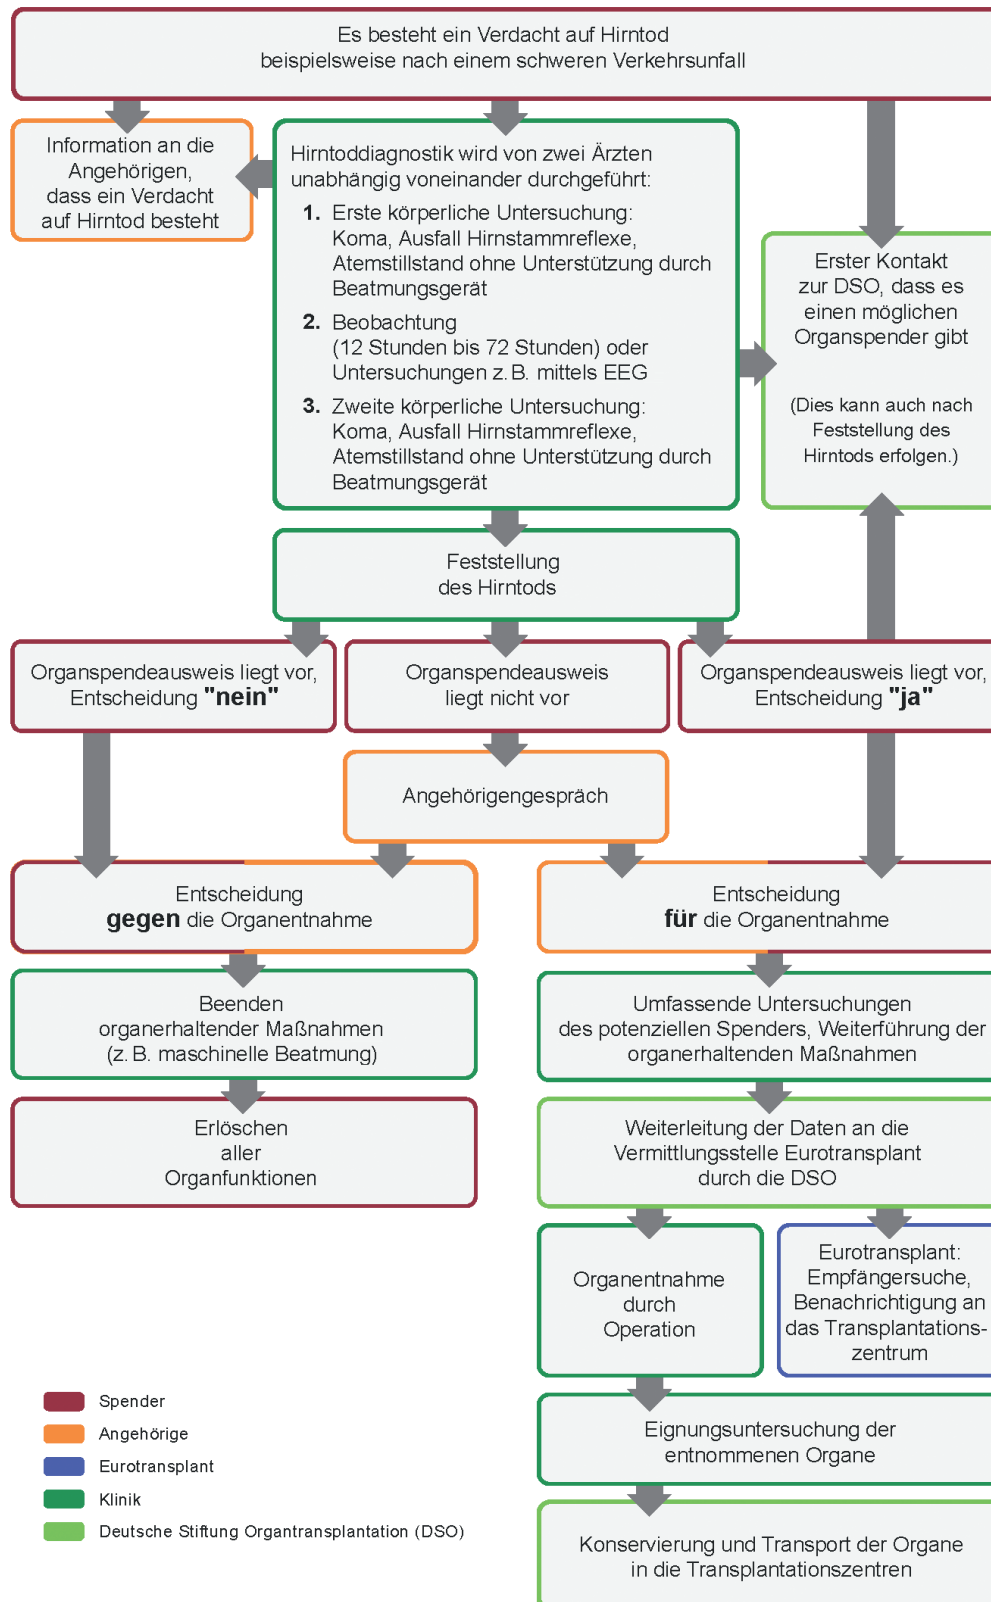 Es besteht ein Verdacht auf Hirntod
beispielsweise nach einem schweren Verkehrsunfall
Information an die
Angehörigen,
dass ein Verdacht
auf Hirntod besteht
Hirntoddiagnostik wird von zwei Ärzten
unabhängig voneinander durchgeführt:
1. Erste körperliche Untersuchung:
Koma, Ausfall Hirnstammreflexe,
Atemstillstand ohne Unterstützung durch
Beatmungsgerät
2. Beobachtung
(12 Stunden bis 72 Stunden) oder
Untersuchungen z. B. mittels EEG
3. Zweite körperliche Untersuchung:
Koma, Ausfall Hirnstammreflexe,
Atemstillstand ohne Unterstützung durch
Beatmungsgerät
Erster Kontakt
zur DSO, dass es
einen möglichen
Organspender gibt
(Dies kann auch nach
Feststellung des
Hirntods erfolgen.)
Feststellung
des Hirntods
Organspendeausweis liegt vor,
Entscheidung "nein"
Organspendeausweis
liegt nicht vor
Organspendeausweis liegt vor,
Entscheidung "ja"
Angehörigengespräch
Entscheidung
gegen die Organentnahme
Entscheidung
für die Organentnahme
Beenden
organerhaltender Maßnahmen
(z. B. maschinelle Beatmung)
Umfassende Untersuchungen
des potenziellen Spenders, Weiterführung der
organerhaltenden Maßnahmen
Erlöschen
aller
Organfunktionen
Weiterleitung der Daten an die
Vermittlungsstelle Eurotransplant
durch die DSO
Organentnahme
durch
Operation
Eurotransplant:
Empfängersuche,
Benachrichtigung an
das Transplantations-
zentrum
Eignungsuntersuchung der
entnommenen Organe
Konservierung und Transport der Organe
in die Transplantationszentren
Spender
Angehörige
Eurotransplant
Klinik
Deutsche Stiftung Organtransplantation (DSO)